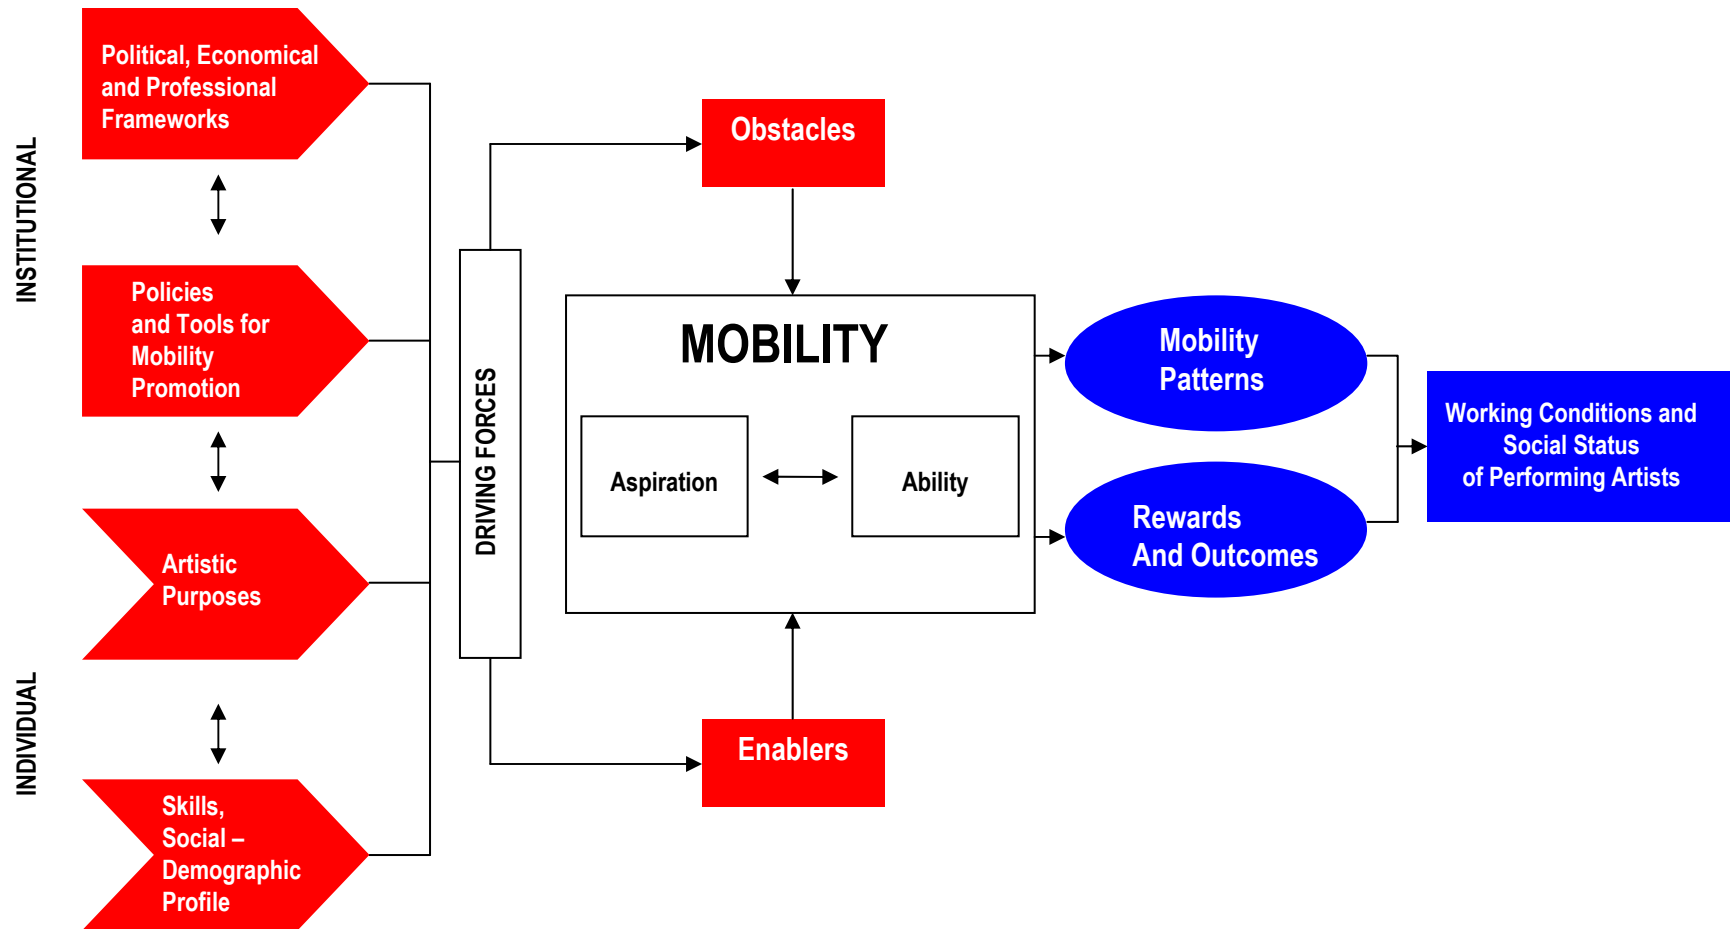 INSTITUTIONAL
Political, Economical
and Professional
Frameworks
Policies
and Tools for
Mobility
Promotion
INDIVIDUAL
Artistic
Purposes
Skills,
Social –
Demographic
Profile
DRIVING FORCES
Obstacles
MOBILITY
Aspiration
Ability
Enablers
Mobility
Patterns
Rewards
And Outcomes
Working Conditions and
Social Status
of Performing Artists